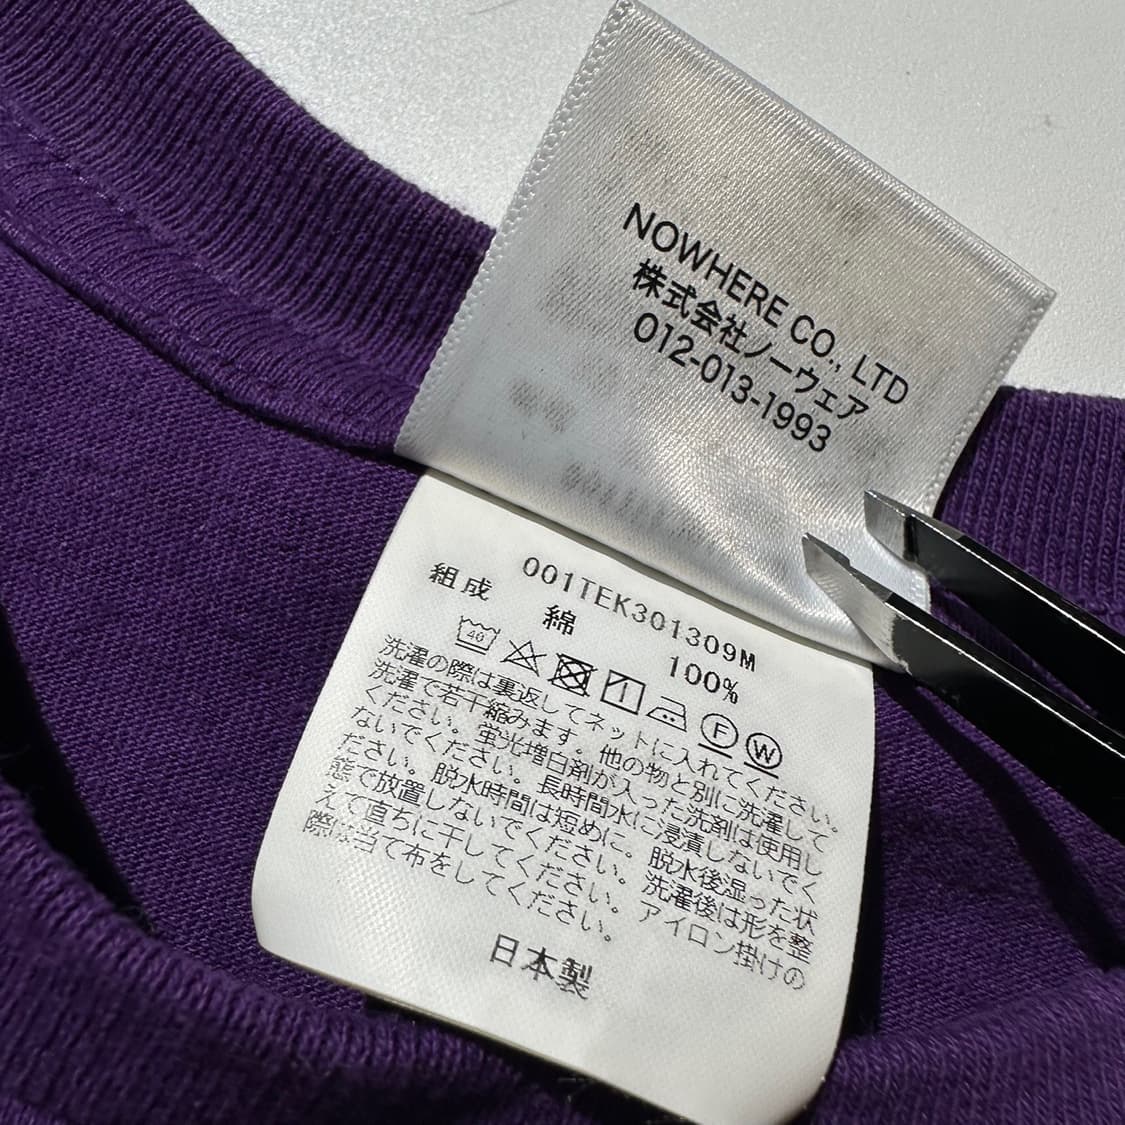 NOWHERE CO., LTD
株式会社ノーウェア
012-013-1993
001TEK301309M
組成 綿 100%
40
F W
洗濯の際は裏返してネットに入れてください。
洗濯で若干縮みます。他の物と別に洗濯して
ください。蛍光増白剤が入った洗剤は使用し
ないでください。長時間水に浸漬しないでく
ださい。脱水時間は短めに。脱水後湿った状
態で放置しないでください。洗濯後は形を整
えて直ちに干してください。アイロン掛けの
際は当て布をしてください。
日本製